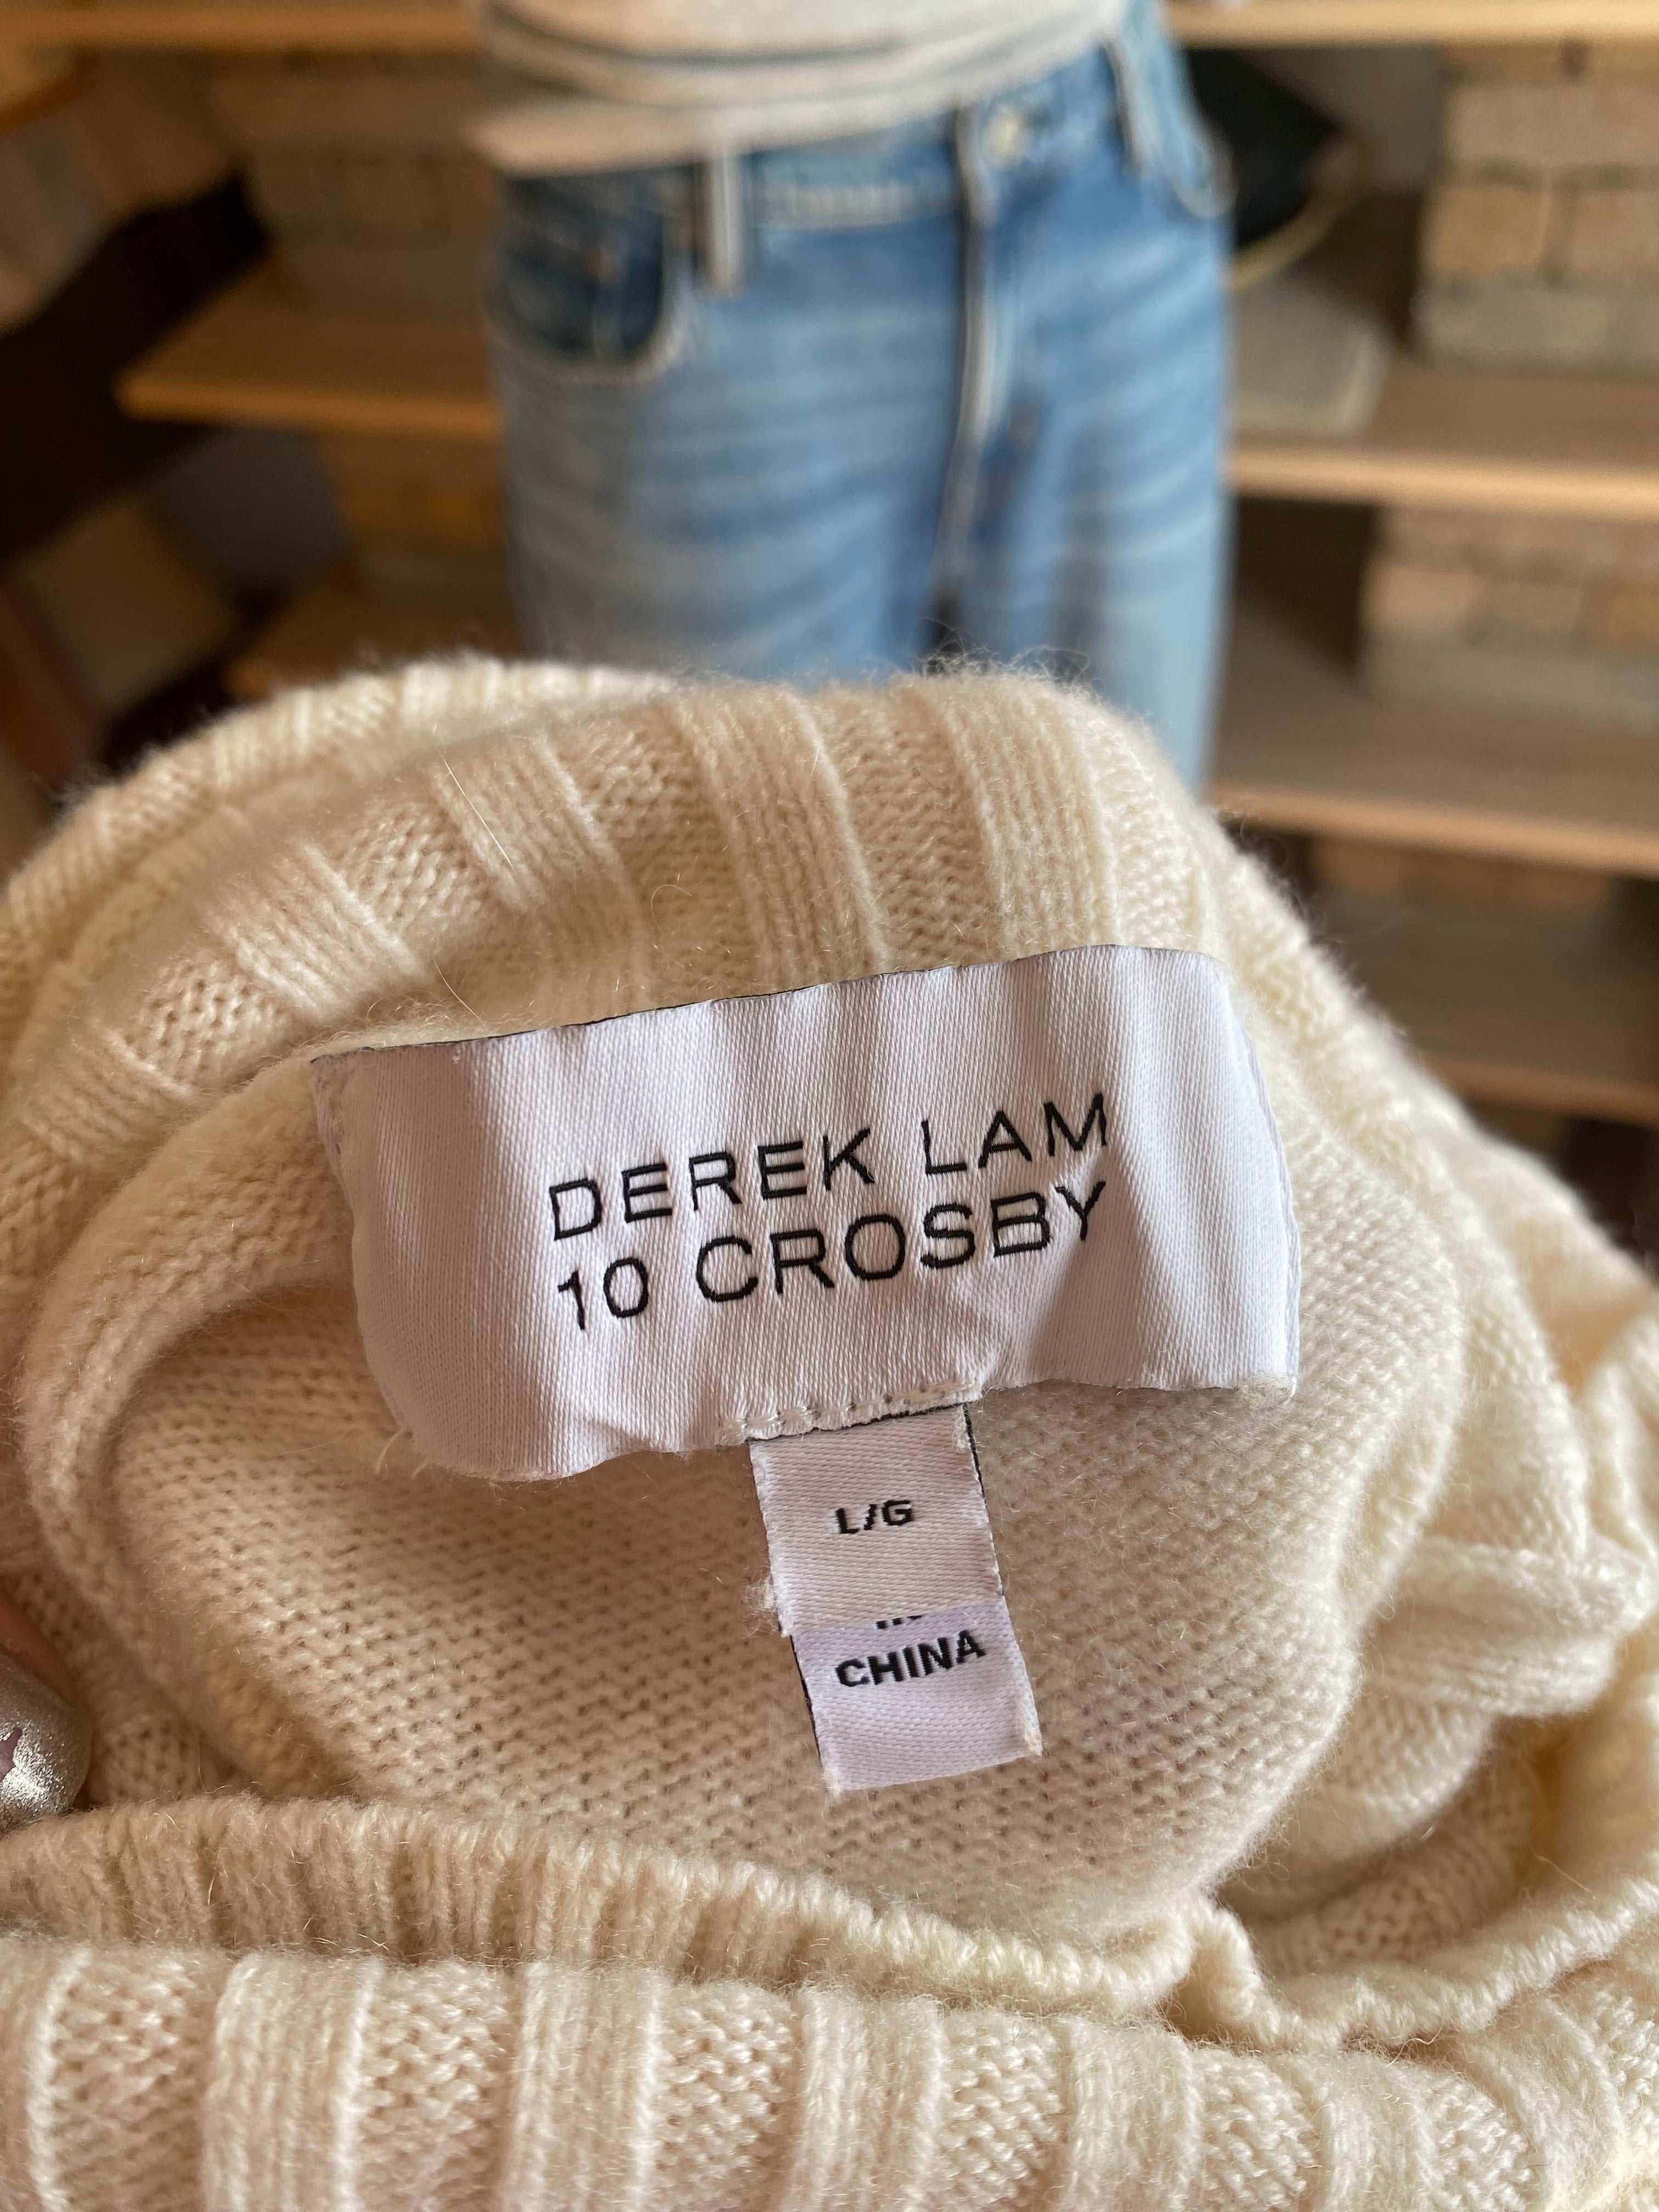 DEREK LAM
10 CROSBY
L/G
CHINA